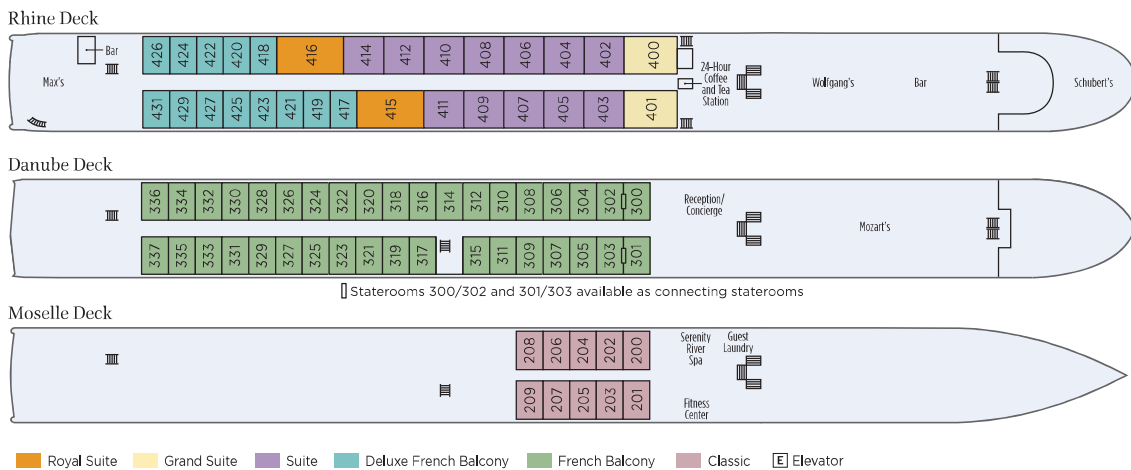 Rhine Deck
Bar
426 424 422 420 418 416 414 412 410 408 406 404 402 400
Max's
24-Hour
Coffee
and Tea
Station
Wolfgang's
Bar
Schubert's
431 429 427 425 423 421 419 417 415 411 409 407 405 403 401
Danube Deck
336 334 332 330 328 326 324 322 320 318 316 314 312 310 308 306 304 302 300
Reception/
Concierge
Mozart's
337 335 333 331 329 327 325 323 321 319 317 315 311 309 307 305 303 301
Staterooms 300/302 and 301/303 available as connecting staterooms
Moselle Deck
208 206 204 202 200
Serenity
River
Spa
Guest
Laundry
209 207 205 203 201
Fitness
Center
Royal Suite Grand Suite Suite Deluxe French Balcony French Balcony Classic E Elevator